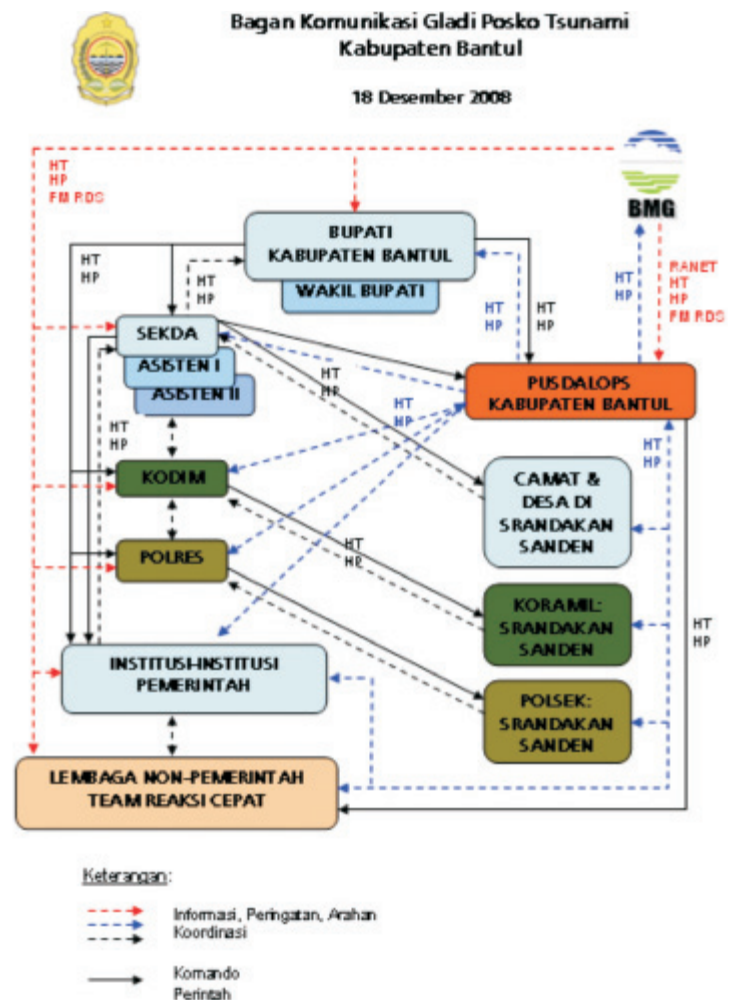 Bagan Komunikasi Gladi Posko Tsunami
Kabupaten Bantul
18 Desember 2008
HT
HP
FM RDS
BMG
BUPATI
KABUPATEN BANTUL
WAKIL BUPATI
HT
HP
HT
HP
HT
HP
HT
HP
HT
HP
RANET
HT
HP
FM RDS
SEKDA
ASISTEN I
ASISTEN II
PUSDALOPS
KABUPATEN BANTUL
HT
HP
HT
HP
HT
HP
HT
HP
KODIM
CAMAT &
DESA DI
SRANDAKAN
SANDEN
POLRES
HT
HP
KORAMIL:
SRANDAKAN
SANDEN
HT
HP
INSTITUSI-INSTITUSI
PEMERINTAH
POLSEK:
SRANDAKAN
SANDEN
LEMBAGA NON-PEMERINTAH
TEAM REAKSI CEPAT
Keterangan:
Informasi, Peringatan, Arahan
Koordinasi
Komando
Perintah